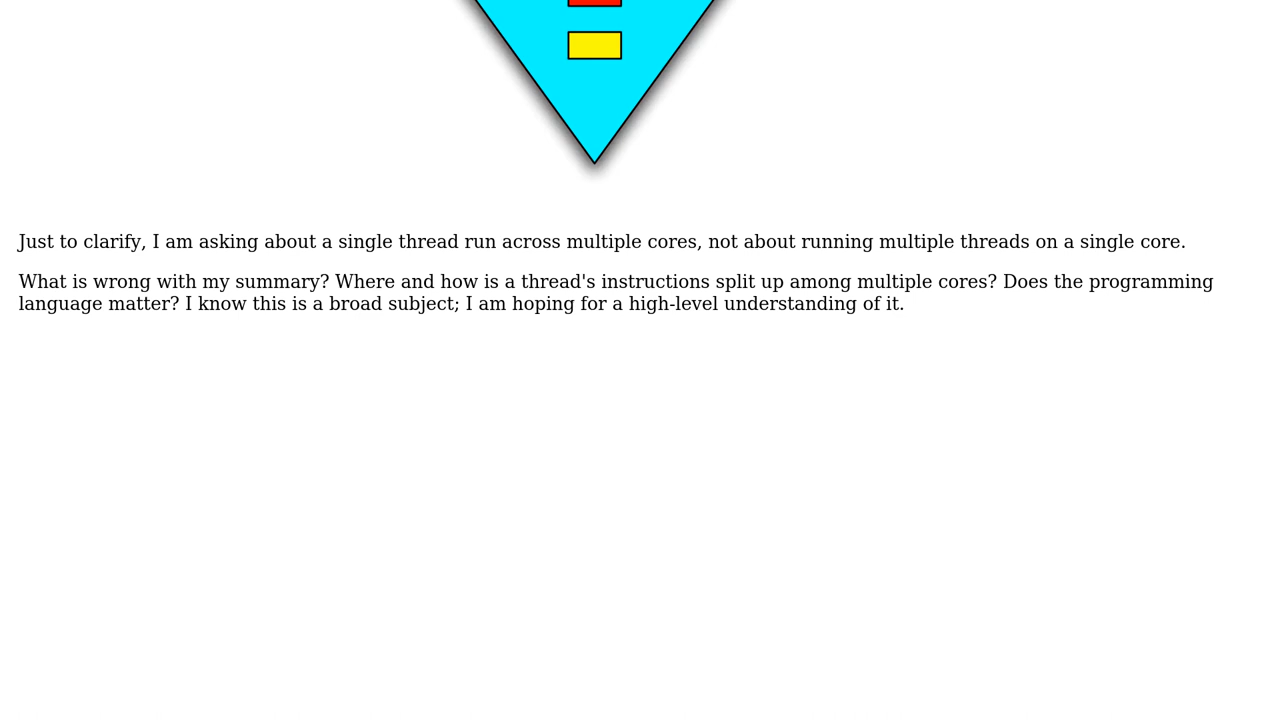 Just to clarify, I am asking about a single thread run across multiple cores, not about running multiple threads on a single core.
What is wrong with my summary? Where and how is a thread's instructions split up among multiple cores? Does the programming
language matter? I know this is a broad subject; I am hoping for a high-level understanding of it.